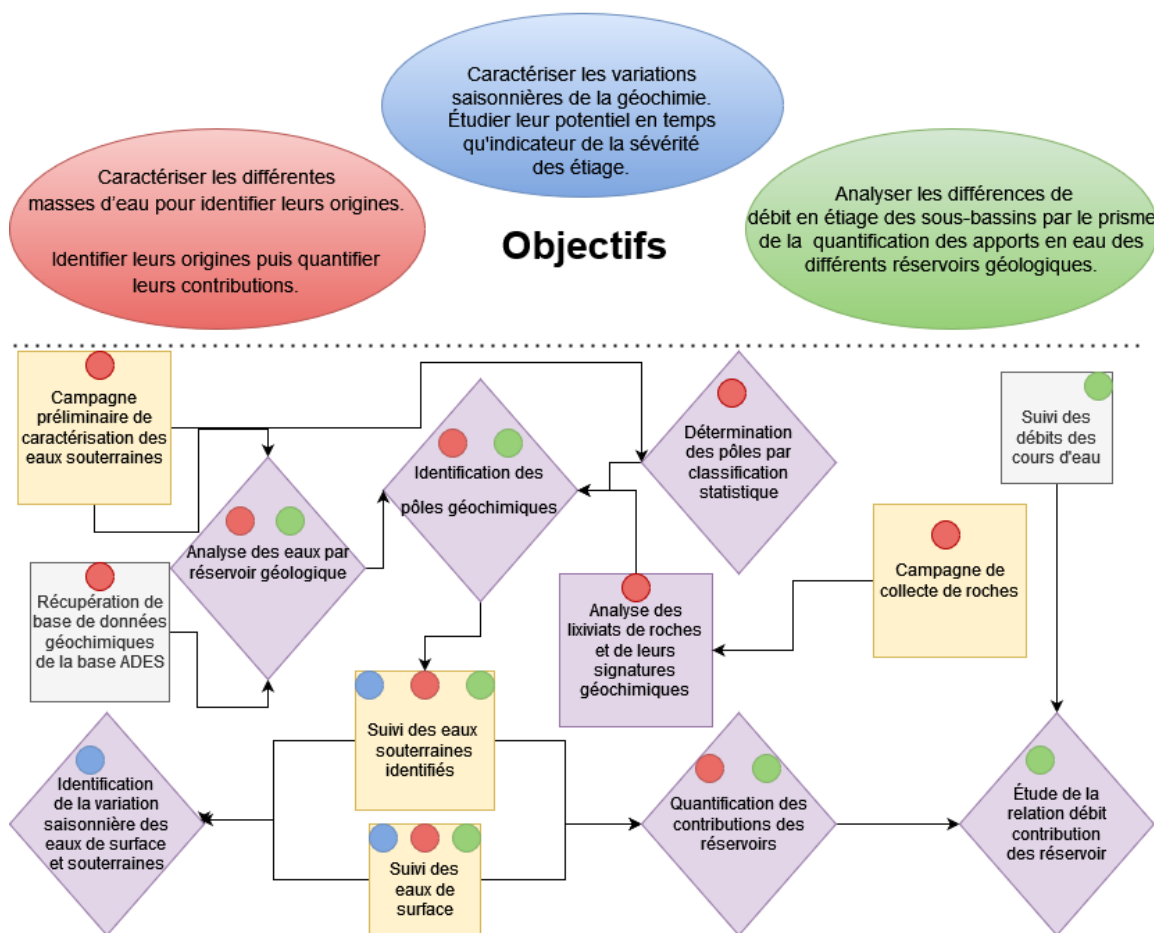 Caractériser les variations
saisonnières de la géochimie.
Étudier leur potentiel en temps
qu'indicateur de la sévérité
des étiage.
Caractériser les différentes
masses d'eau pour identifier leurs origines.
Identifier leurs origines puis quantifier
leurs contributions.
Analyser les différences de
débit en étiage des sous-bassins par le prisme
de la quantification des apports en eau des
différents réservoirs géologiques.
Objectifs
Campagne
préliminaire de
caractérisation des
eaux souterraines
Identification des
pôles géochimiques
Détermination
des pôles par
classification
statistique
Suivi des
débits des
cours d'eau
Analyse des eaux par
réservoir géologique
Campagne de
collecte de roches
Récupération de
base de données
géochimiques
de la base ADES
Analyse des
lixiviats de roches
et de leurs
signatures
géochimiques
Suivi des eaux
souterraines
identifiés
Identification
de la variation
saisonnière des
eaux de surface
et souterraines
Quantification des
contributions des
réservoirs
Étude de la
relation débit
contribution
des réservoir
Suivi des
eaux de
surface